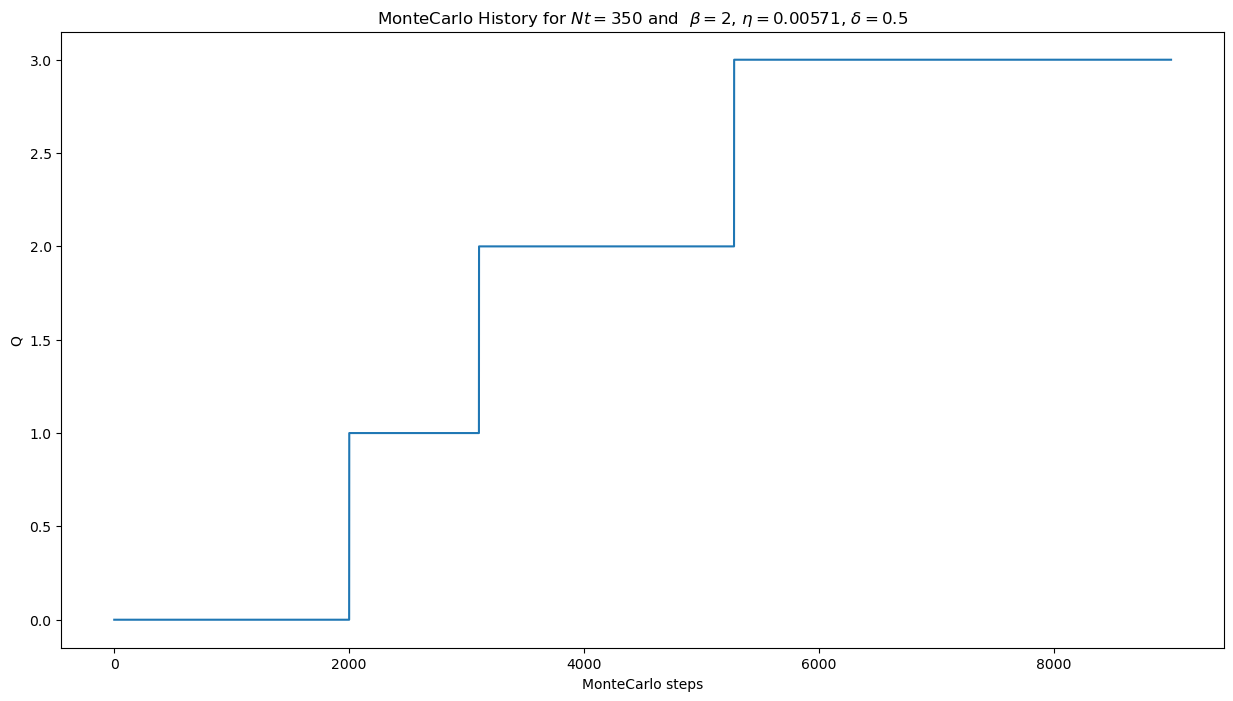 MonteCarlo History for Nt = 350 and β = 2, η = 0.00571, δ = 0.5
3.0
2.5
2.0
1.5
1.0
0.5
0.0
Q
0 2000 4000 6000 8000
MonteCarlo steps